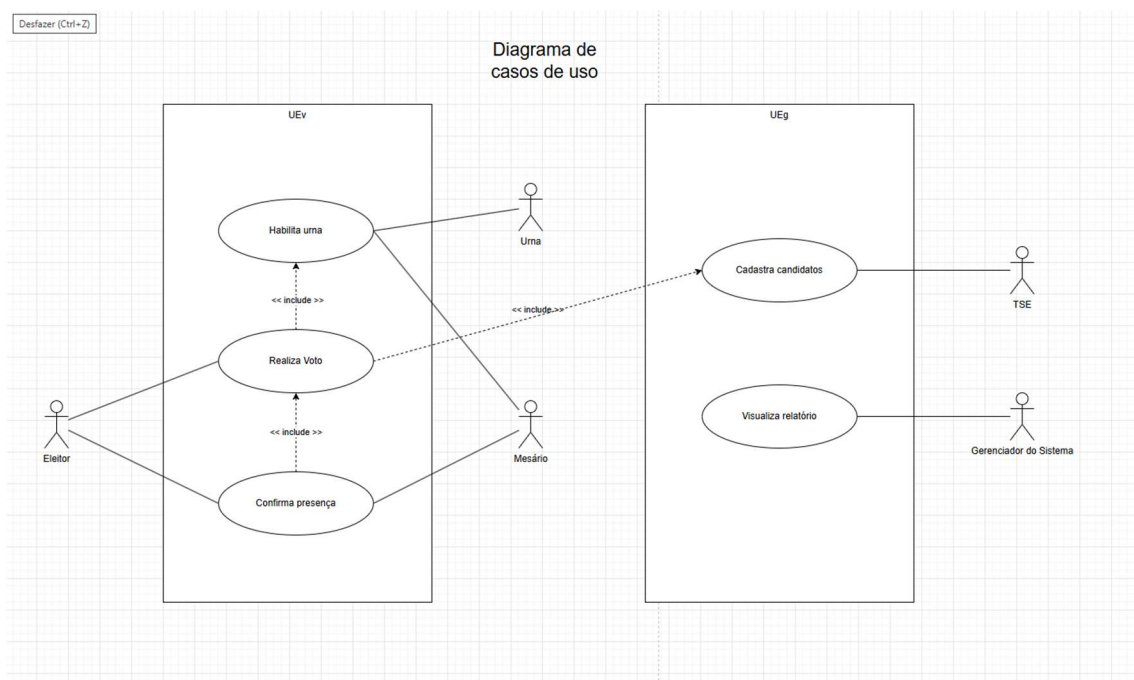 Desfazer (Ctrl+Z)
Diagrama de
casos de uso
UEv
UEg
Habilita urna
Urna
Cadastra candidatos
TSE
<< include >>
<< include >>
Realiza Voto
Visualiza relatório
Eleitor
<< include >>
Mesário
Gerenciador do Sistema
Confirma presença